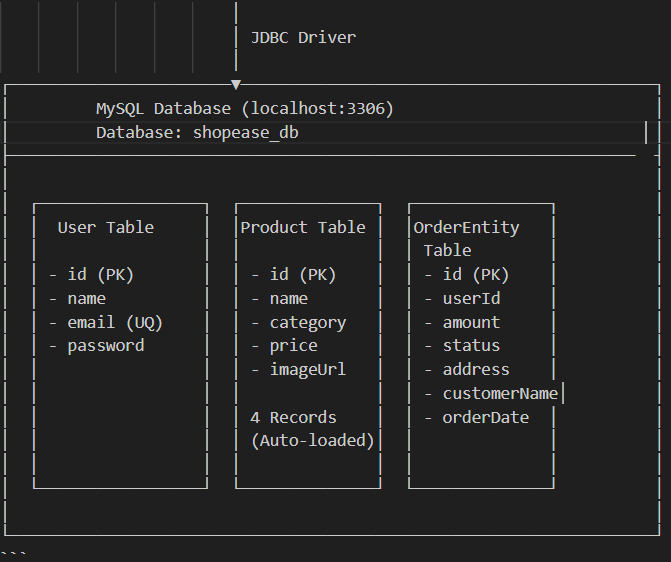 JDBC Driver
MySQL Database (localhost:3306)
Database: shopease_db
User Table
- id (PK)
- name
- email (UQ)
- password
Product Table
- id (PK)
- name
- category
- price
- imageUrl
4 Records
(Auto-loaded)
OrderEntity
Table
- id (PK)
- userId
- amount
- status
- address
- customerName
- orderDate
```